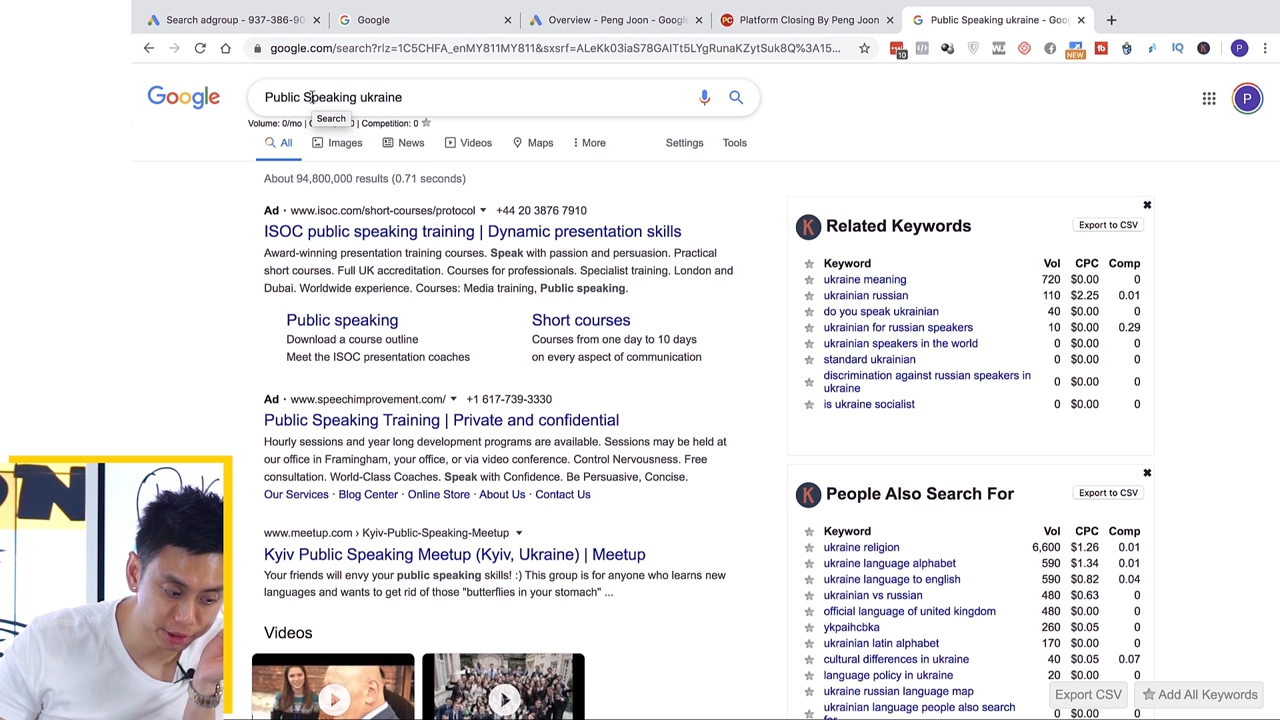 Search adgroup - 937-386-90
Google
Overview - Peng Joon - Google
Platform Closing By Peng Joon
Public Speaking ukraine - Goo
google.com/search?rlz=1C5CHFA_enMY811MY811&sxsrf=ALeKk03iaS78GAITt5LYgRunaKZytSuk8Q%3A15...
10
NEW
IQ
K
P
Google
Public Speaking ukraine
P
Search
Volume: 0/mo | Competition: 0
All
Images
News
Videos
Maps
More
Settings
Tools
About 94,800,000 results (0.71 seconds)
Ad · www.isoc.com/short-courses/protocol +44 20 3876 7910
ISOC public speaking training | Dynamic presentation skills
Award-winning presentation training courses. Speak with passion and persuasion. Practical
short courses. Full UK accreditation. Courses for professionals. Specialist training. London and
Dubai. Worldwide experience. Courses: Media training, Public speaking.
Public speaking
Download a course outline
Meet the ISOC presentation coaches
Short courses
Courses from one day to 10 days
on every aspect of communication
Ad · www.speechimprovement.com/ +1 617-739-3330
Public Speaking Training | Private and confidential
Hourly sessions and year long development programs are available. Sessions may be held at
our office in Framingham, your office, or via video conference. Control Nervousness. Free
consultation. World-Class Coaches. Speak with Confidence. Be Persuasive, Concise.
Our Services · Blog Center · Online Store · About Us · Contact Us
www.meetup.com › Kyiv-Public-Speaking-Meetup
Kyiv Public Speaking Meetup (Kyiv, Ukraine) | Meetup
Your friends will envy your public speaking skills! :) This group is for anyone who learns new
languages and wants to get rid of those "butterflies in your stomach" ...
Videos
K Related Keywords
Export to CSV
Keyword Vol CPC Comp
ukraine meaning 720 $0.00 0
ukrainian russian 110 $2.25 0.01
do you speak ukrainian 40 $0.00 0
ukrainian for russian speakers 10 $0.00 0.29
ukrainian speakers in the world 0 $0.00 0
standard ukrainian 0 $0.00 0
discrimination against russian speakers in
ukraine 0 $0.00 0
is ukraine socialist 0 $0.00 0
K People Also Search For
Export to CSV
Keyword Vol CPC Comp
ukraine religion 6,600 $1.26 0.01
ukraine language alphabet 590 $1.34 0.01
ukraine language to english 590 $0.82 0.04
ukrainian vs russian 480 $0.63 0
official language of united kingdom 480 $0.00 0
ykpaihcbka 260 $0.05 0
ukrainian latin alphabet 170 $0.00 0
cultural differences in ukraine 40 $0.05 0.07
language policy in ukraine 20 $0.00 0
ukraine russian language map
ukrainian language people also search
for 0 $0.00 0
Export CSV
Add All Keywords
ON